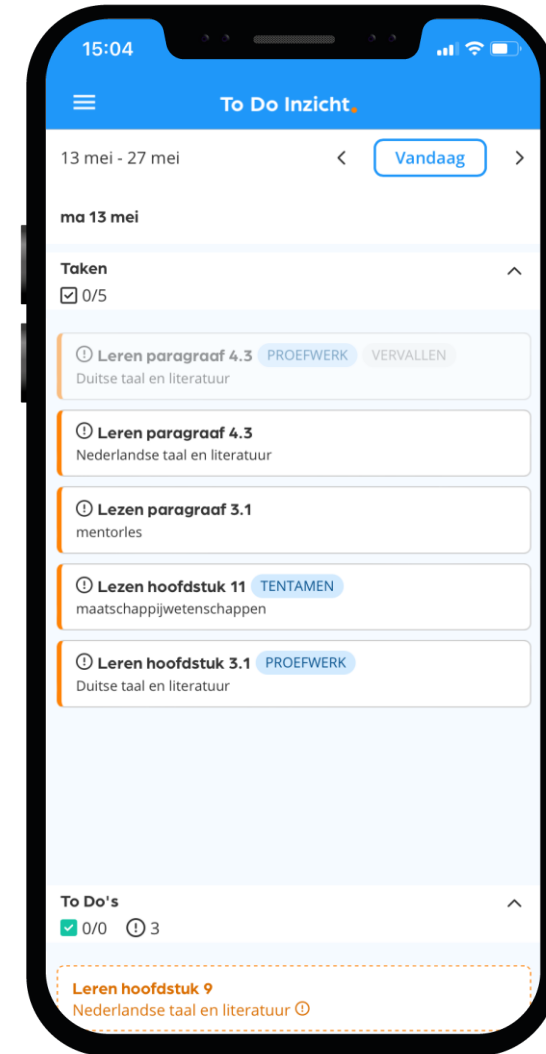 15:04
To Do Inzicht.
13 mei - 27 mei
Vandaag
ma 13 mei
Taken
0/5
Leren paragraaf 4.3 PROEFWERK VERVALLEN
Duitse taal en literatuur
Leren paragraaf 4.3
Nederlandse taal en literatuur
Lezen paragraaf 3.1
mentorles
Lezen hoofdstuk 11 TENTAMEN
maatschappijwetenschappen
Leren hoofdstuk 3.1 PROEFWERK
Duitse taal en literatuur
To Do's
0/0 3
Leren hoofdstuk 9
Nederlandse taal en literatuur